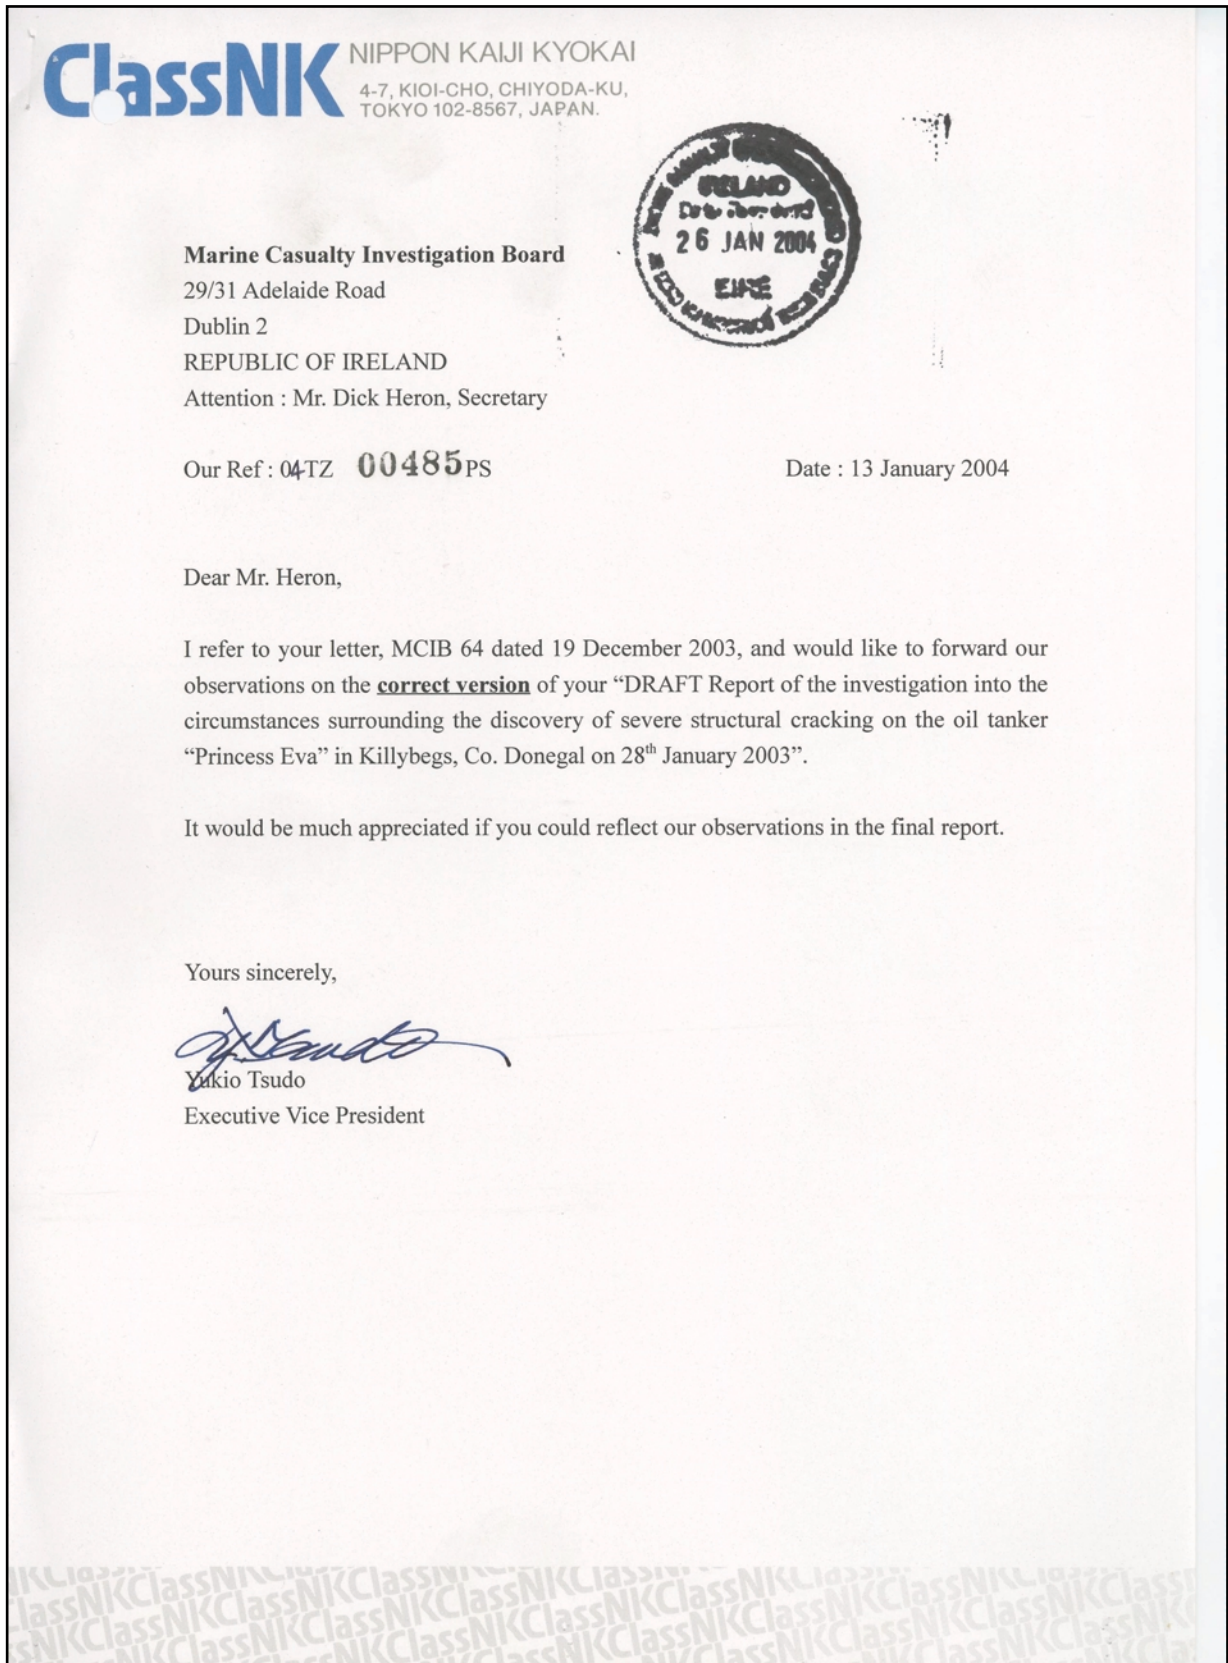 ClassNK NIPPON KAIJI KYOKAI
4-7, KIOI-CHO, CHIYODA-KU,
TOKYO 102-8567, JAPAN.
IRELAND
26 JAN 2004
EIRE
Marine Casualty Investigation Board
29/31 Adelaide Road
Dublin 2
REPUBLIC OF IRELAND
Attention : Mr. Dick Heron, Secretary
Our Ref : 04TZ 00485PS Date : 13 January 2004
Dear Mr. Heron,
I refer to your letter, MCIB 64 dated 19 December 2003, and would like to forward our
observations on the correct version of your “DRAFT Report of the investigation into the
circumstances surrounding the discovery of severe structural cracking on the oil tanker
“Princess Eva” in Killybegs, Co. Donegal on 28th January 2003”.
It would be much appreciated if you could reflect our observations in the final report.
Yours sincerely,
Yukio Tsudo
Executive Vice President